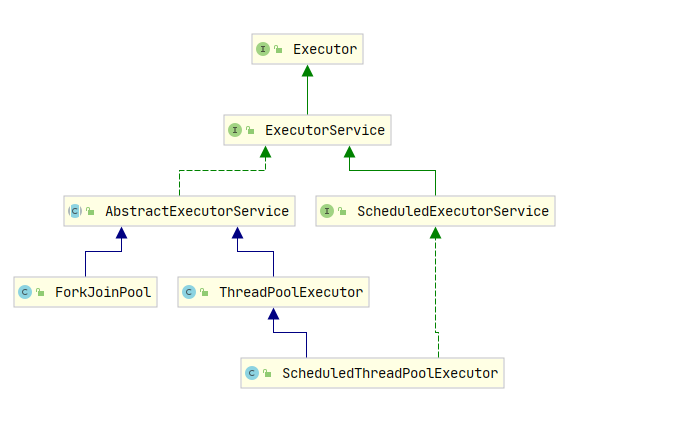 I Executor
I ExecutorService
C AbstractExecutorService
I ScheduledExecutorService
C ForkJoinPool
C ThreadPoolExecutor
C ScheduledThreadPoolExecutor